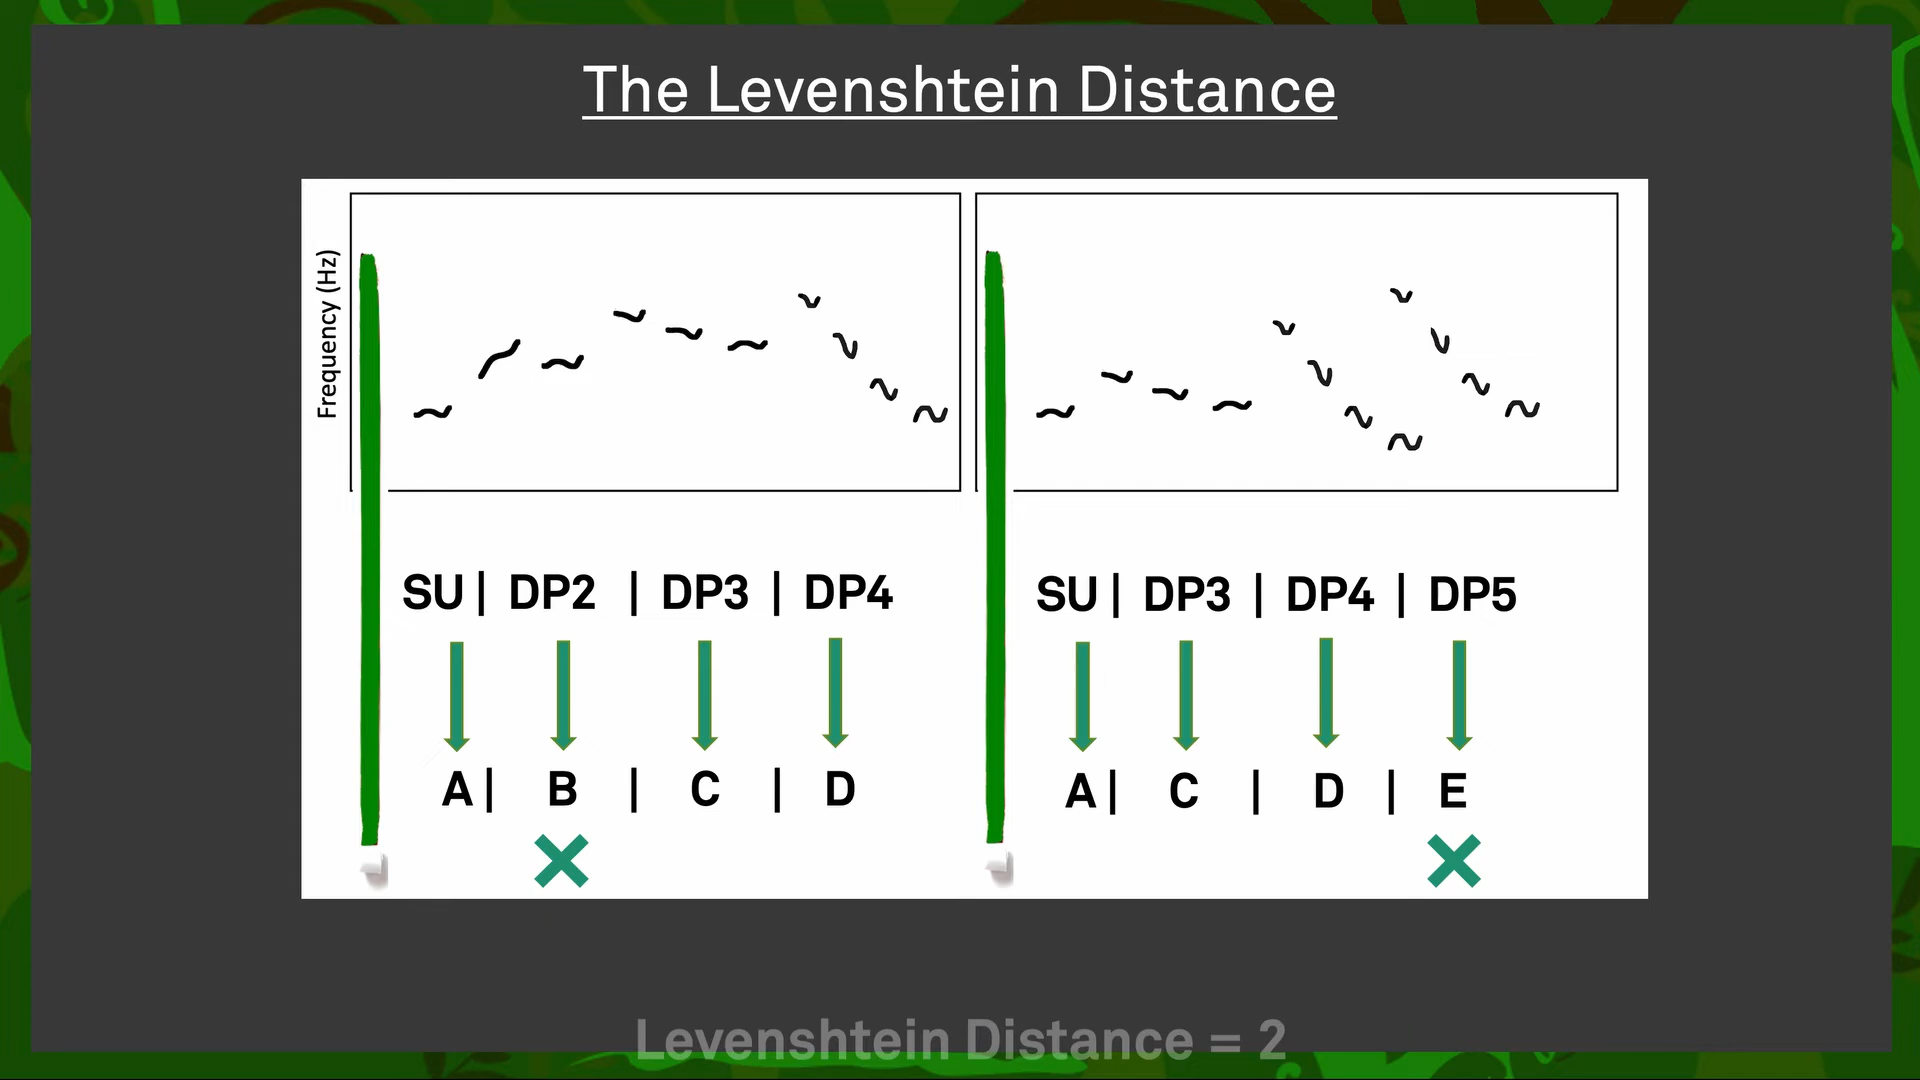 The Levenshtein Distance
Frequency (Hz)
SU | DP2 | DP3 | DP4
SU | DP3 | DP4 | DP5
A | B | C | D
A | C | D | E
Levenshtein Distance = 2